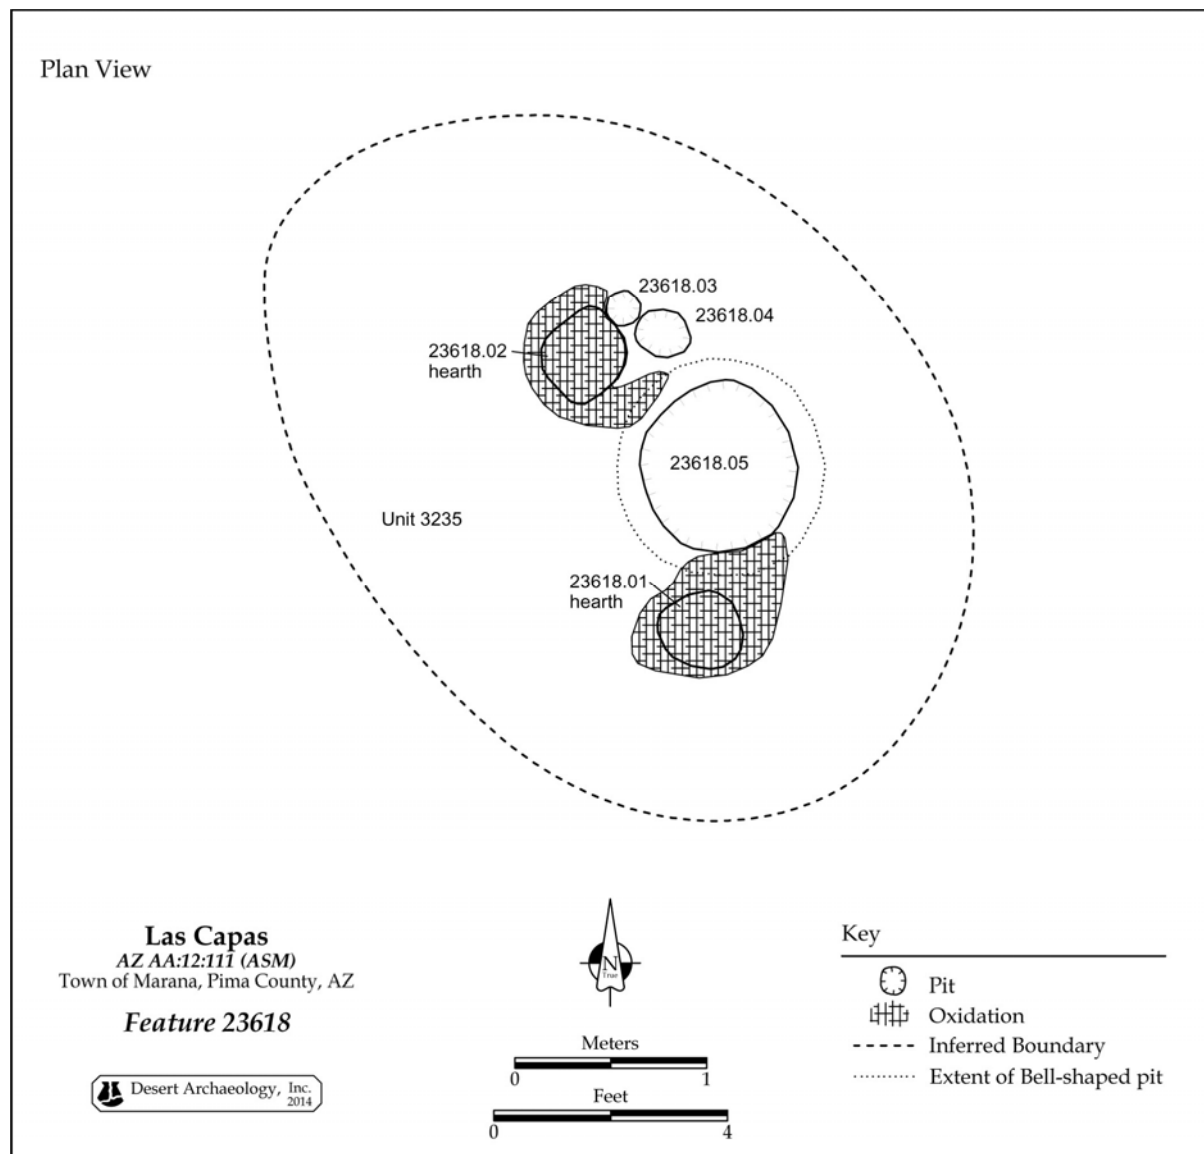 Plan View
23618.03
23618.04
23618.02
hearth
23618.05
Unit 3235
23618.01
hearth
Las Capas
AZ AA:12:111 (ASM)
Town of Marana, Pima County, AZ
Feature 23618
Desert Archaeology, Inc.
2014
N
True
Meters
0 1
Feet
0 4
Key
Pit
Oxidation
Inferred Boundary
Extent of Bell-shaped pit